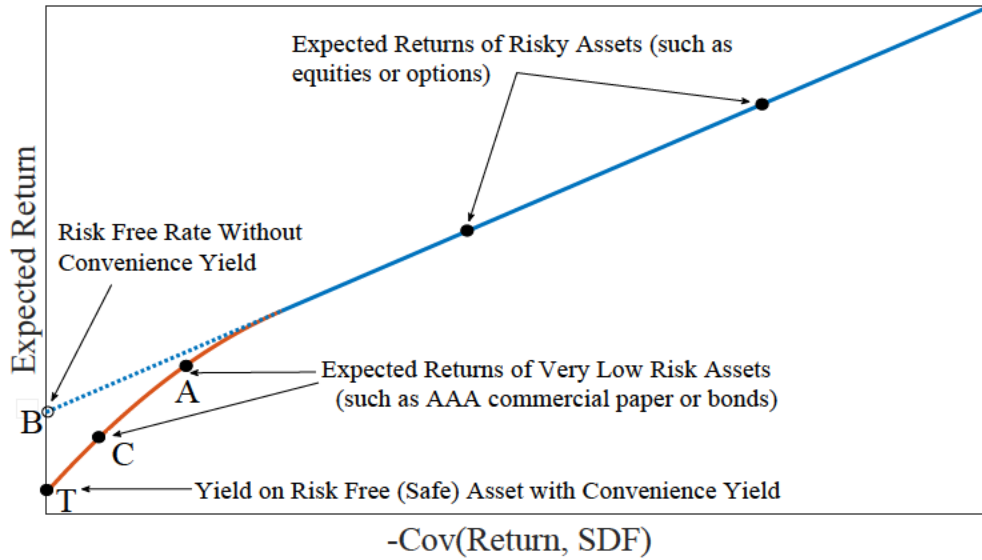 Expected Returns of Risky Assets (such as
equities or options)
Expected Return
Risk Free Rate Without
Convenience Yield
A
Expected Returns of Very Low Risk Assets
(such as AAA commercial paper or bonds)
B
C
T
Yield on Risk Free (Safe) Asset with Convenience Yield
-Cov(Return, SDF)